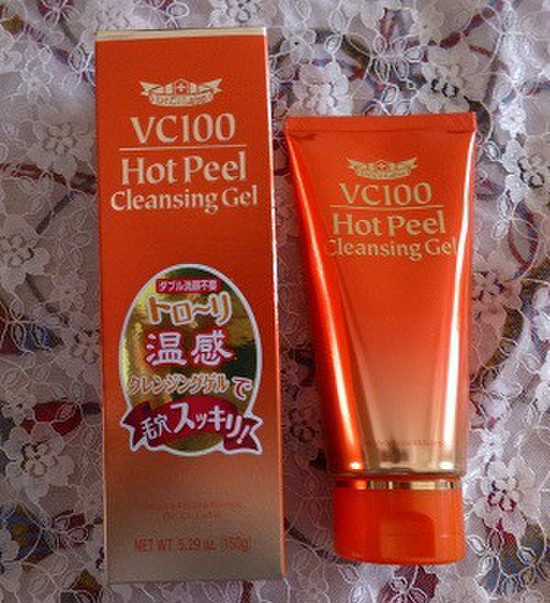 VC100
Hot Peel
Cleansing Gel
ダブル洗顔不要
トロ〜リ
温感
クレンジングゲルで
毛穴スッキリ!
NET WT. 5.29 oz. (150g)
VC100
Hot Peel
Cleansing Gel